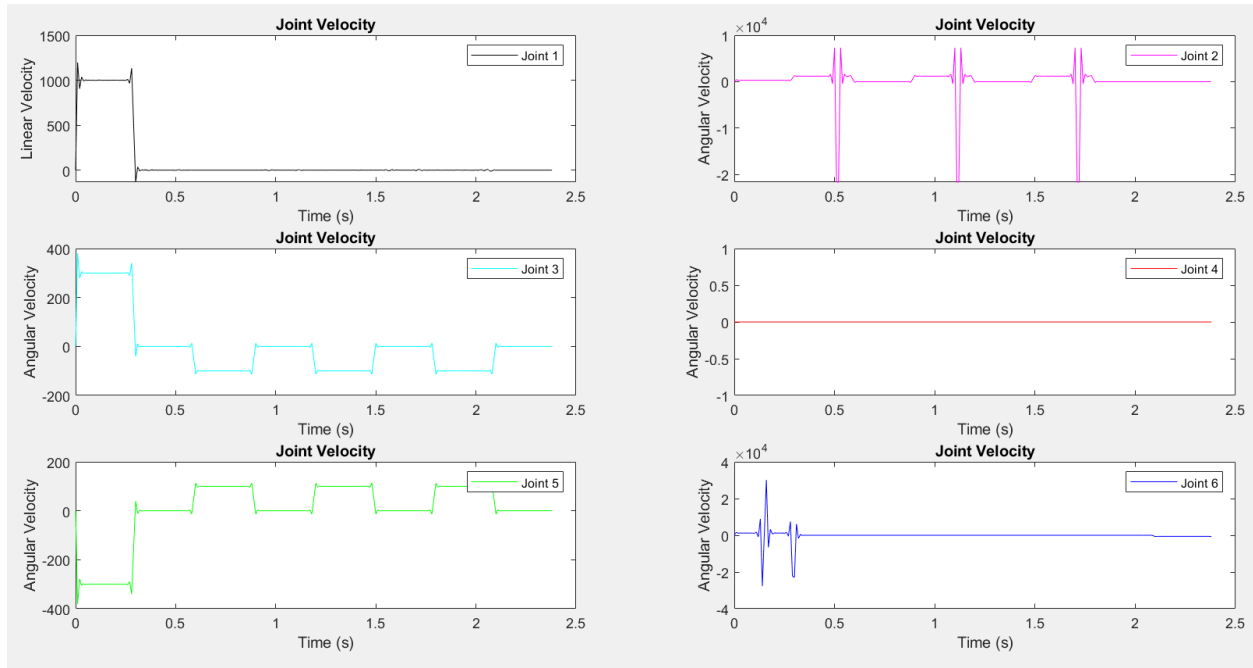 Joint Velocity
1500
1000
500
0
Linear Velocity
Joint 1
0 0.5 1 1.5 2 2.5
Time (s)
Joint Velocity
×10^4
1
0
-1
-2
Angular Velocity
Joint 2
0 0.5 1 1.5 2 2.5
Time (s)
Joint Velocity
400
200
0
-200
Angular Velocity
Joint 3
0 0.5 1 1.5 2 2.5
Time (s)
Joint Velocity
1
0.5
0
-0.5
-1
Angular Velocity
Joint 4
0 0.5 1 1.5 2 2.5
Time (s)
Joint Velocity
200
0
-200
-400
Angular Velocity
Joint 5
0 0.5 1 1.5 2 2.5
Time (s)
Joint Velocity
×10^4
4
2
0
-2
-4
Angular Velocity
Joint 6
0 0.5 1 1.5 2 2.5
Time (s)